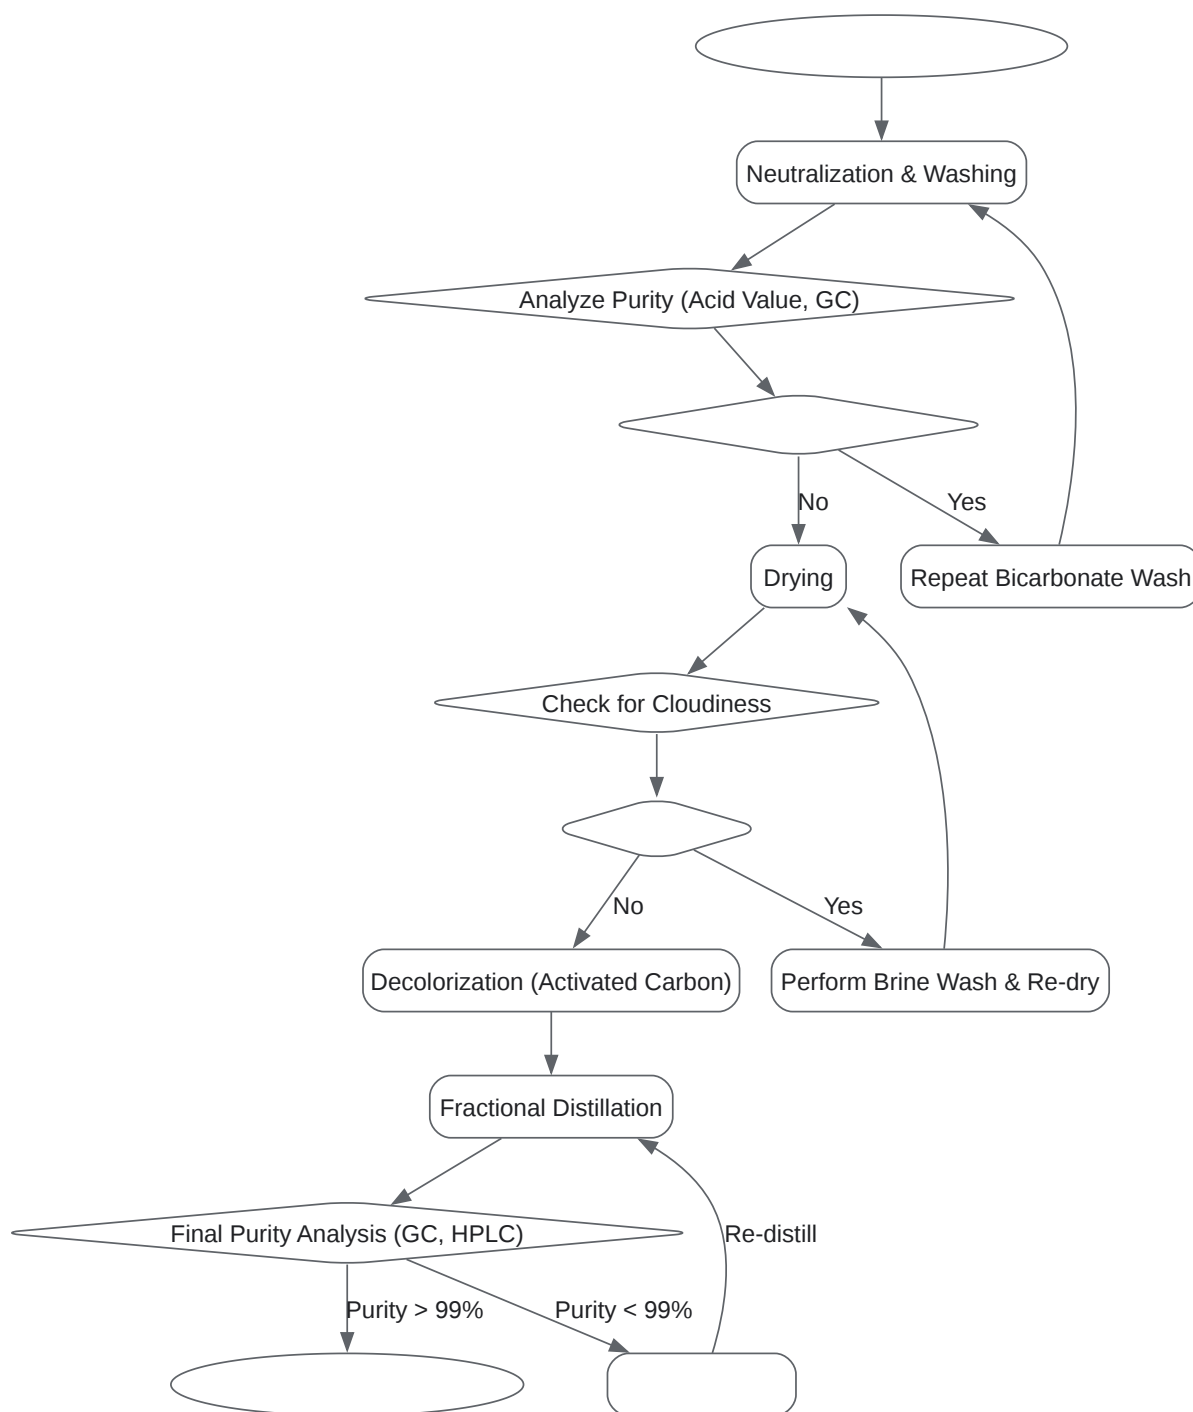 Neutralization & Washing
Analyze Purity (Acid Value, GC)
No
Yes
Drying
Repeat Bicarbonate Wash
Check for Cloudiness
No
Yes
Decolorization (Activated Carbon)
Perform Brine Wash & Re-dry
Fractional Distillation
Final Purity Analysis (GC, HPLC)
Re-distill
Purity > 99%
Purity < 99%